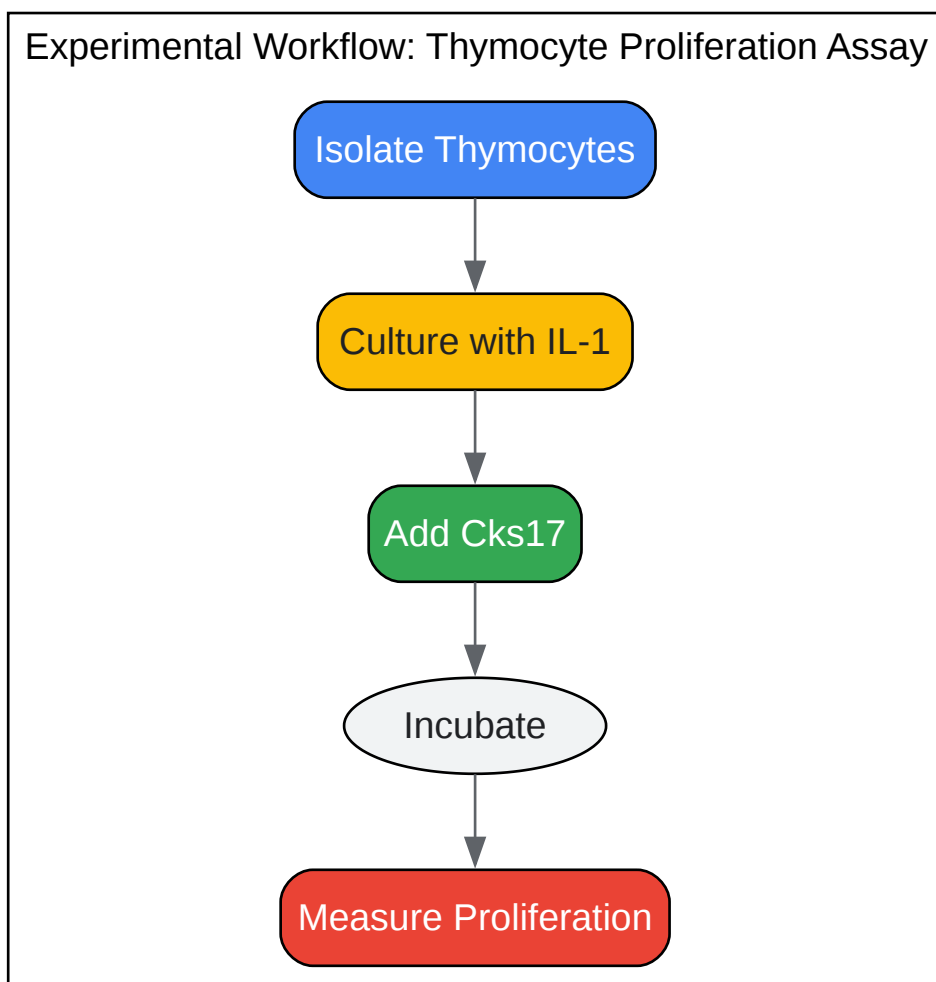 Experimental Workflow: Thymocyte Proliferation Assay
Isolate Thymocytes
Culture with IL-1
Add Cks17
Incubate
Measure Proliferation